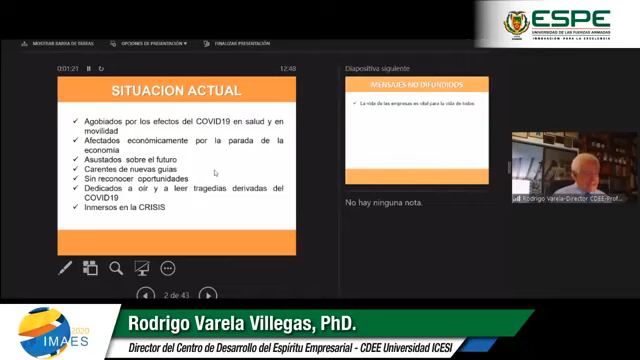 ESPE
UNIVERSIDAD DE LAS FUERZAS ARMADAS
INNOVACIÓN PARA LA EXCELENCIA
MOSTRAR BARRA DE TAREAS
OPCIONES DE PRESENTACIÓN
FINALIZAR PRESENTACIÓN
0:01:21
12:48
SITUACION ACTUAL
Agobiados por los efectos del COVID19 en salud y en
movilidad
Afectados económicamente por la parada de la
economía
Asustados sobre el futuro
Carentes de nuevas guías
Sin reconocer oportunidades
Dedicados a oír y a leer tragedias derivadas del
COVID19
Inmersos en la CRISIS
2 de 43
Diapositiva siguiente
MENSAJES NO DIFUNDIDOS
La vida de las empresas es vital para la vida de todos
No hay ninguna nota.
Rodrigo Varela-Director CDEE-Prof...
2020
IMAES
Rodrigo Varela Villegas, PhD.
Director del Centro de Desarrollo del Espíritu Empresarial - CDEE Universidad ICESI